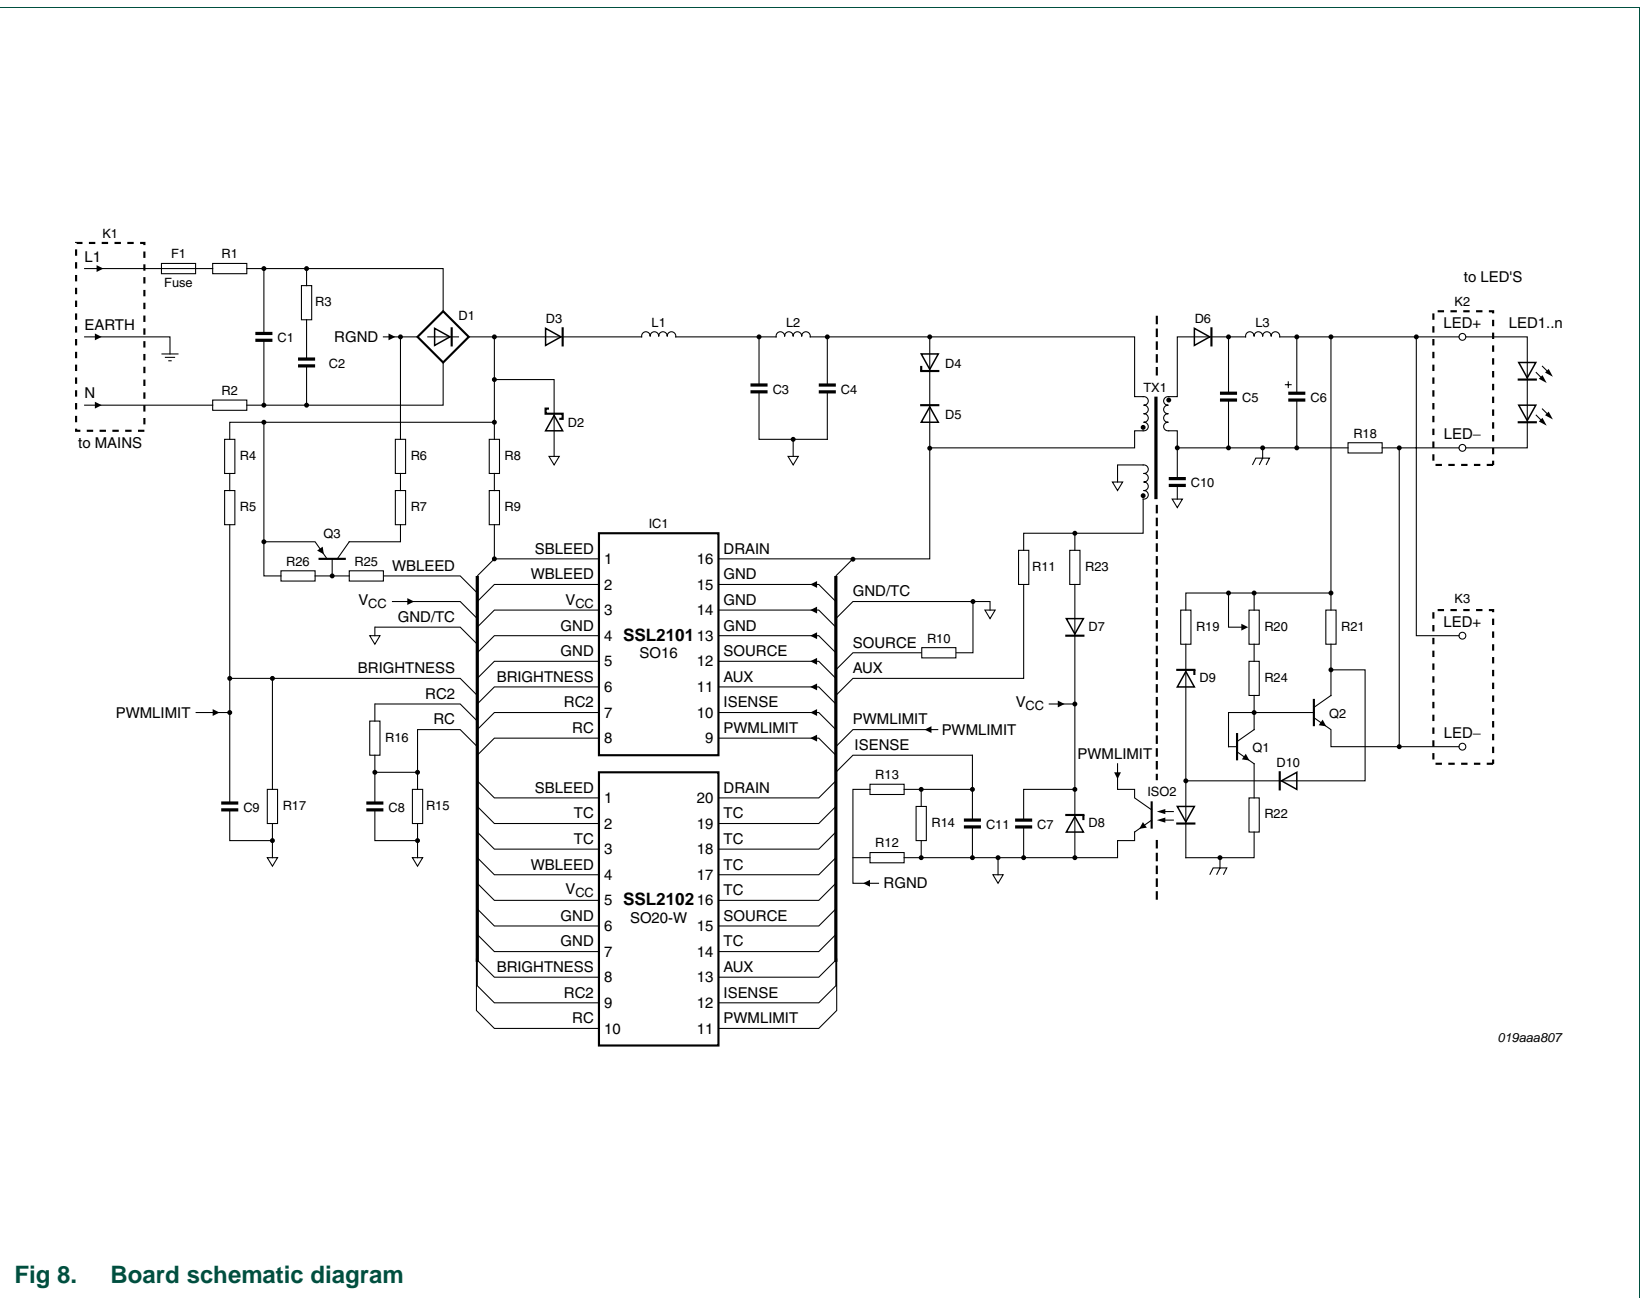 K1
L1
F1
Fuse
R1
EARTH
N
R2
to MAINS
C1
R3
C2
RGND
D1
D3
L1
L2
C3
C4
D4
D5
D2
TX1
D6
L3
C5
C6
+
C10
R18
to LED'S
K2
LED+
LED1..n
LED–
R4
R5
R6
R7
R8
R9
Q3
R26
R25
WBLEED
VCC
GND/TC
BRIGHTNESS
PWMLIMIT
RC2
RC
R16
C9
R17
C8
R15
IC1
SBLEED 1 16 DRAIN
WBLEED 2 15 GND
VCC 3 14 GND
GND 4 SSL2101 13 GND
SO16
GND 5 12 SOURCE
BRIGHTNESS 6 11 AUX
RC2 7 10 ISENSE
RC 8 9 PWMLIMIT
SBLEED 1 20 DRAIN
TC 2 19 TC
TC 3 18 TC
WBLEED 4 17 TC
VCC 5 SSL2102 16 TC
SO20-W
GND 6 15 SOURCE
GND 7 14 TC
BRIGHTNESS 8 13 AUX
RC2 9 12 ISENSE
RC 10 11 PWMLIMIT
GND/TC
SOURCE
R10
AUX
PWMLIMIT
PWMLIMIT
ISENSE
R13
R14
R12
RGND
C11
C7
D8
R11
R23
D7
VCC
PWMLIMIT
ISO2
R19
R20
R21
D9
R24
Q1
Q2
D10
R22
K3
LED+
LED–
019aaa807
Fig 8. Board schematic diagram